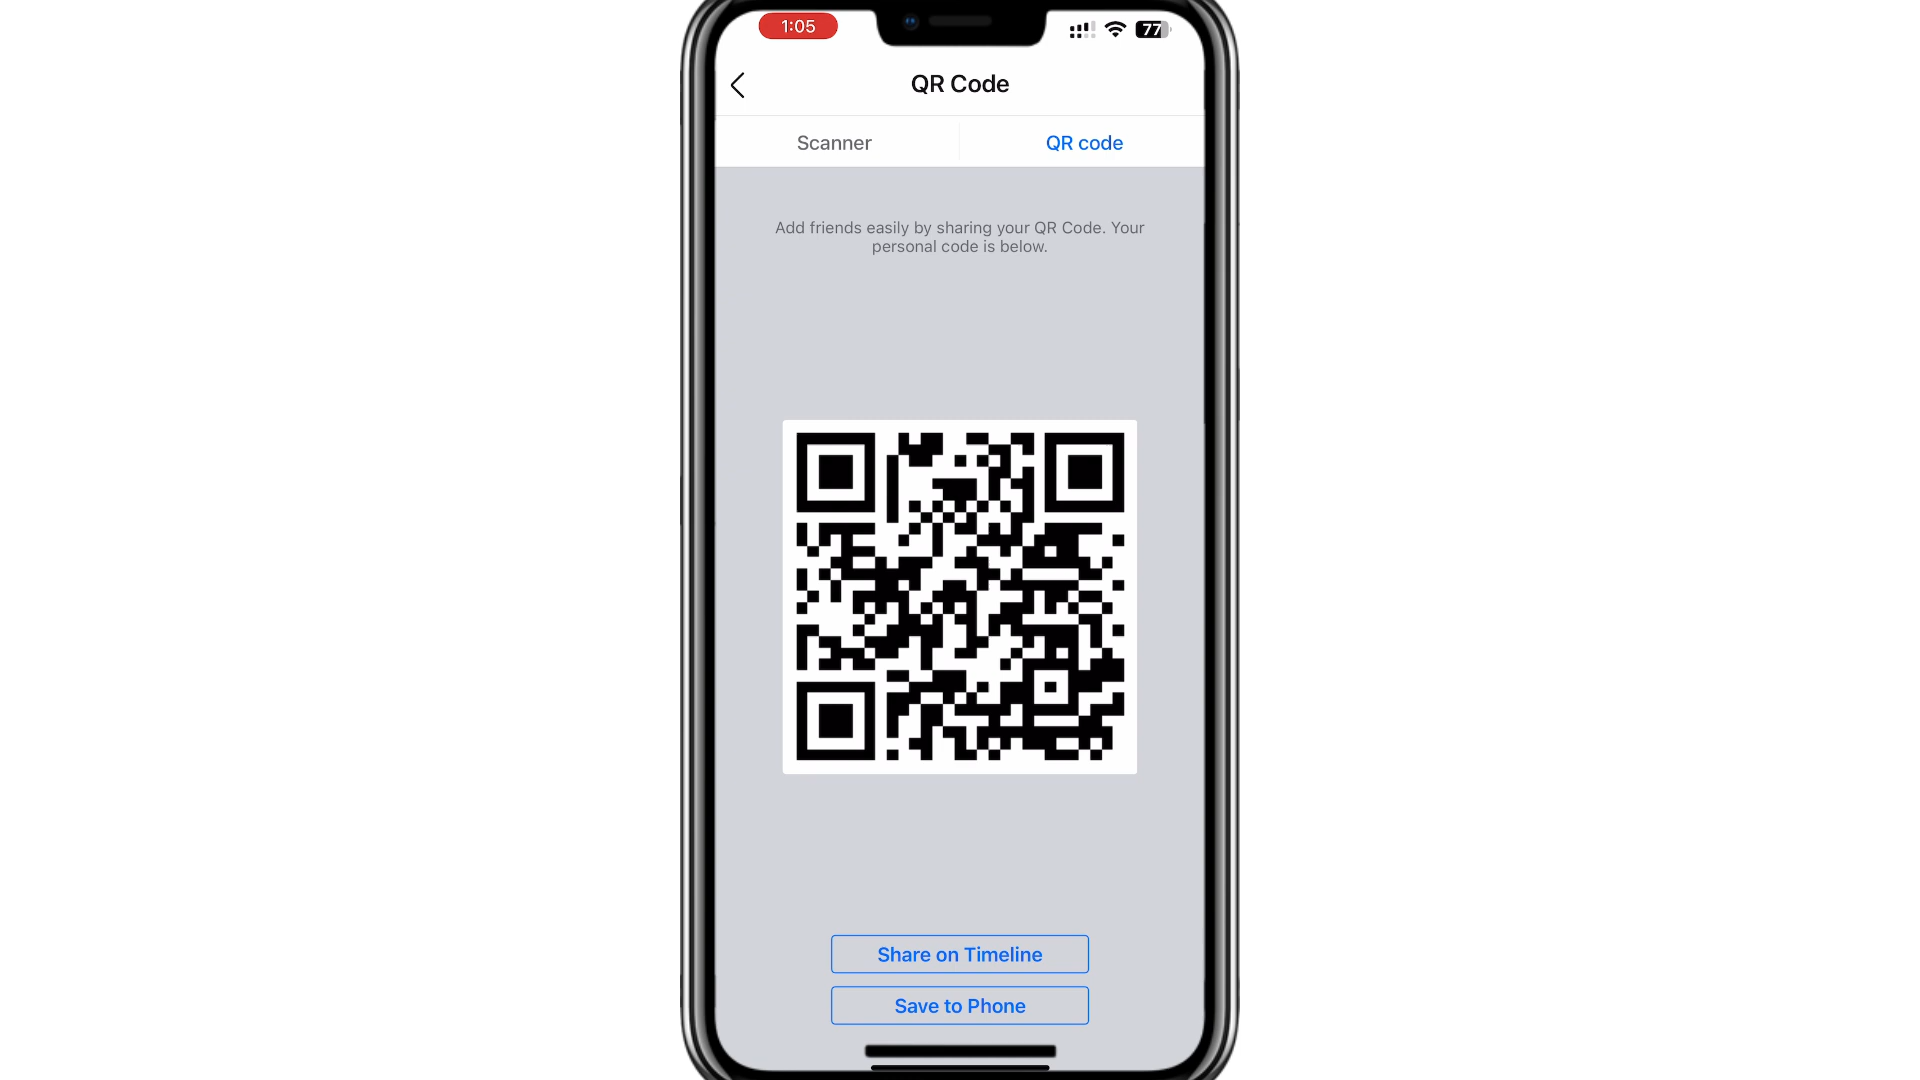 1:05
77
QR Code
Scanner
QR code
Add friends easily by sharing your QR Code. Your
personal code is below.
Share on Timeline
Save to Phone